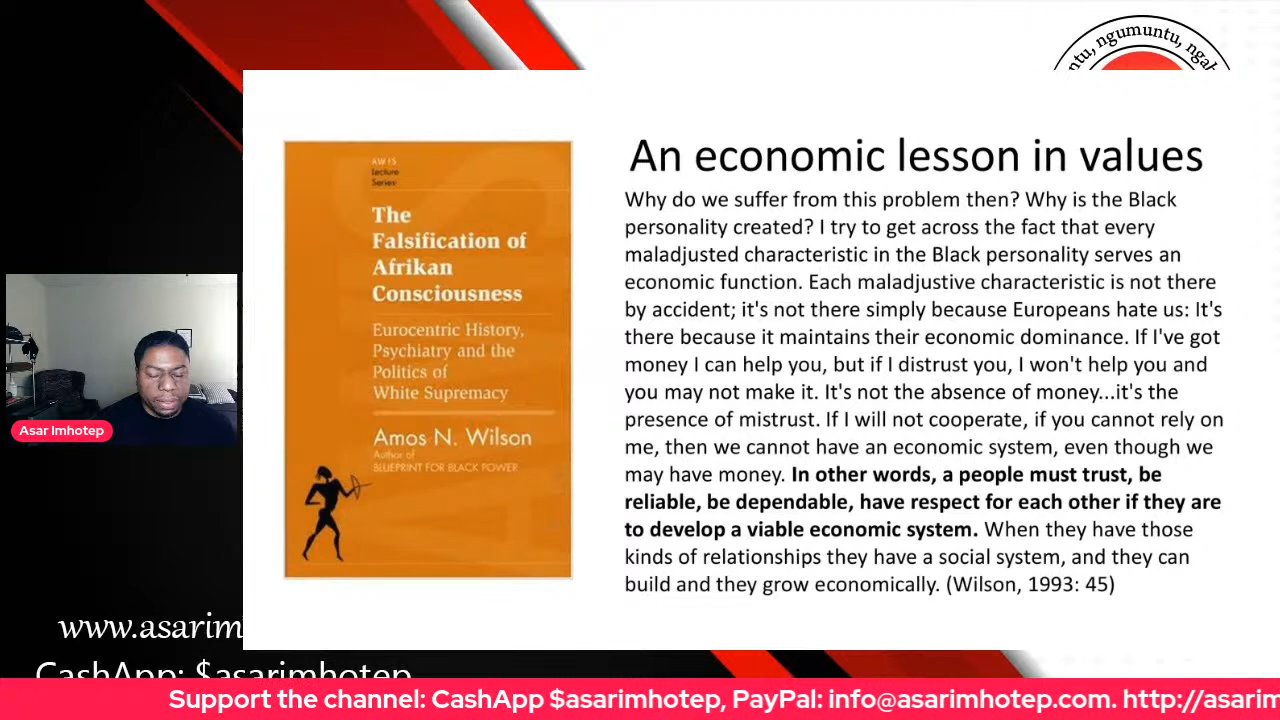 ntu, ngumuntu, ngab
An economic lesson in values
AW IS
Lecture
Series
The
Falsification of
Afrikan
Consciousness
Eurocentric History,
Psychiatry and the
Politics of
White Supremacy
Amos N. Wilson
Author of
BLUEPRINT FOR BLACK POWER
Why do we suffer from this problem then? Why is the Black
personality created? I try to get across the fact that every
maladjusted characteristic in the Black personality serves an
economic function. Each maladjustive characteristic is not there
by accident; it's not there simply because Europeans hate us: It's
there because it maintains their economic dominance. If I've got
money I can help you, but if I distrust you, I won't help you and
you may not make it. It's not the absence of money...it's the
presence of mistrust. If I will not cooperate, if you cannot rely on
me, then we cannot have an economic system, even though we
may have money. In other words, a people must trust, be
reliable, be dependable, have respect for each other if they are
to develop a viable economic system. When they have those
kinds of relationships they have a social system, and they can
build and they grow economically. (Wilson, 1993: 45)
Asar Imhotep
www.asarim
CashApp: $asarimhotep
Support the channel: CashApp $asarimhotep, PayPal: info@asarimhotep.com. http://asarim